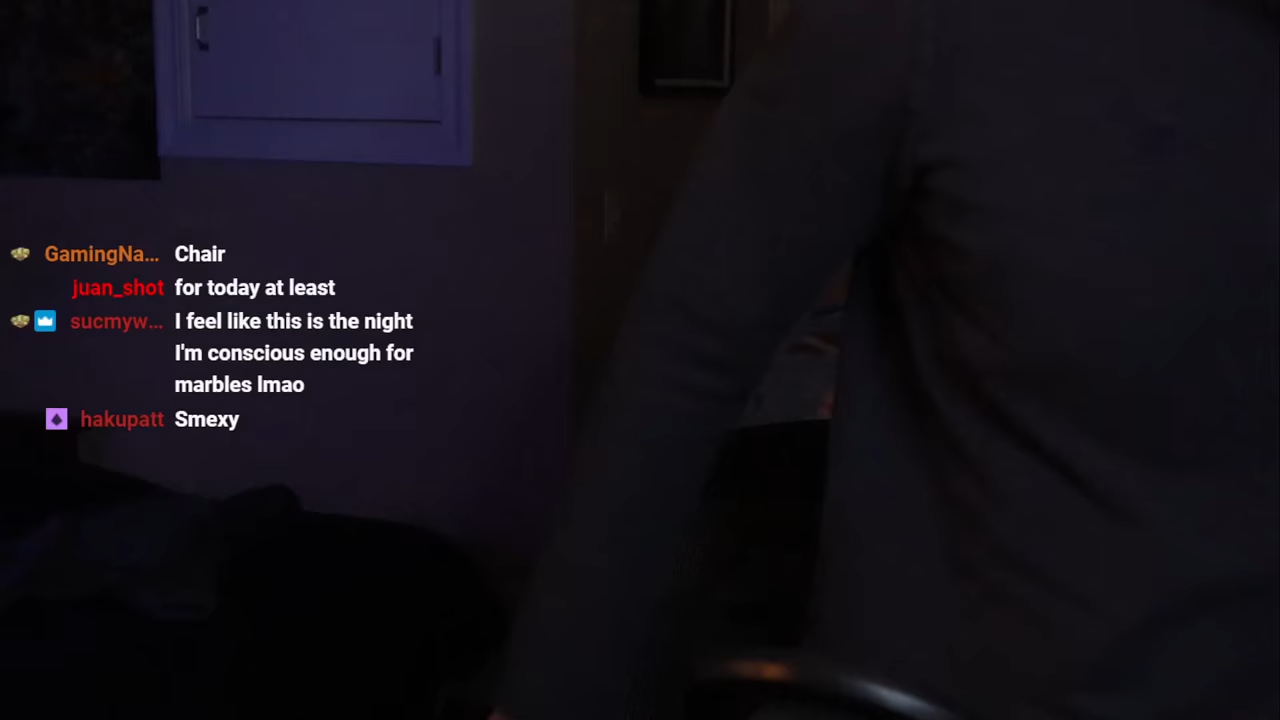 GamingNa... Chair
juan_shot for today at least
sucmyw... I feel like this is the night
I'm conscious enough for
marbles lmao
hakupatt Smexy